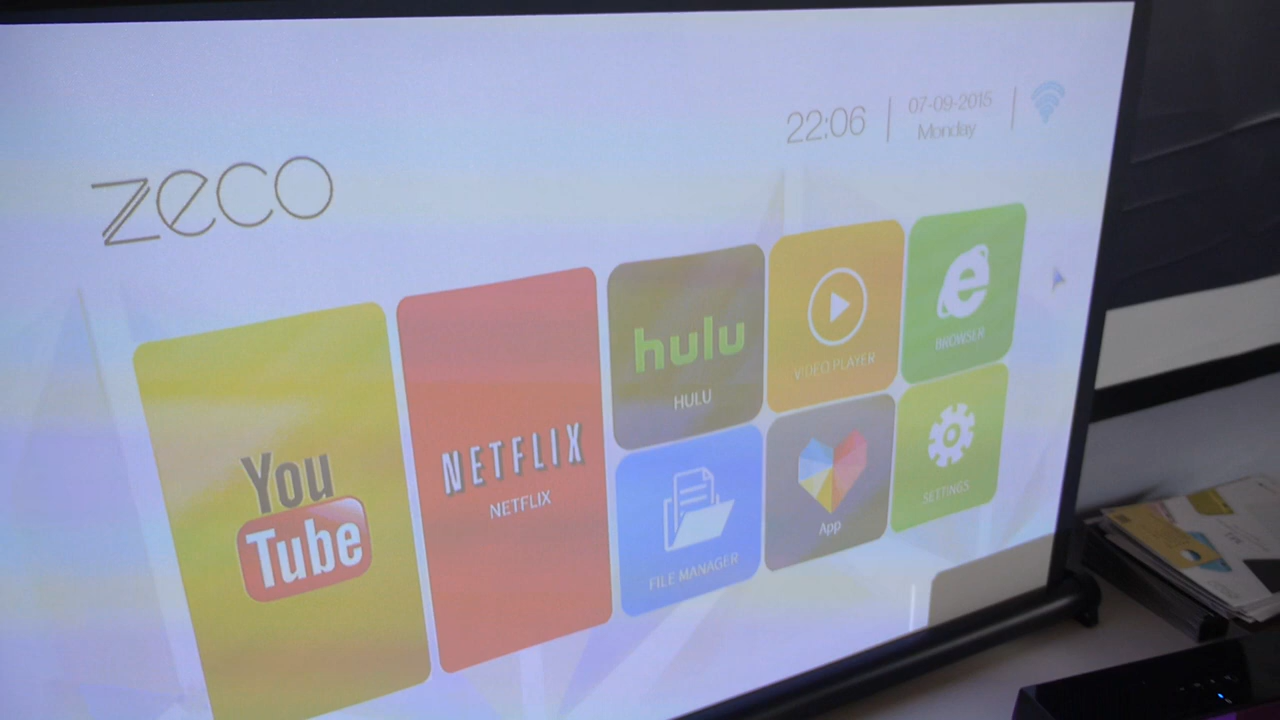 22:06
07-09-2015
Monday
zeco
You
Tube
NETFLIX
NETFLIX
hulu
HULU
VIDEO PLAYER
BROWSER
FILE MANAGER
App
SETTINGS